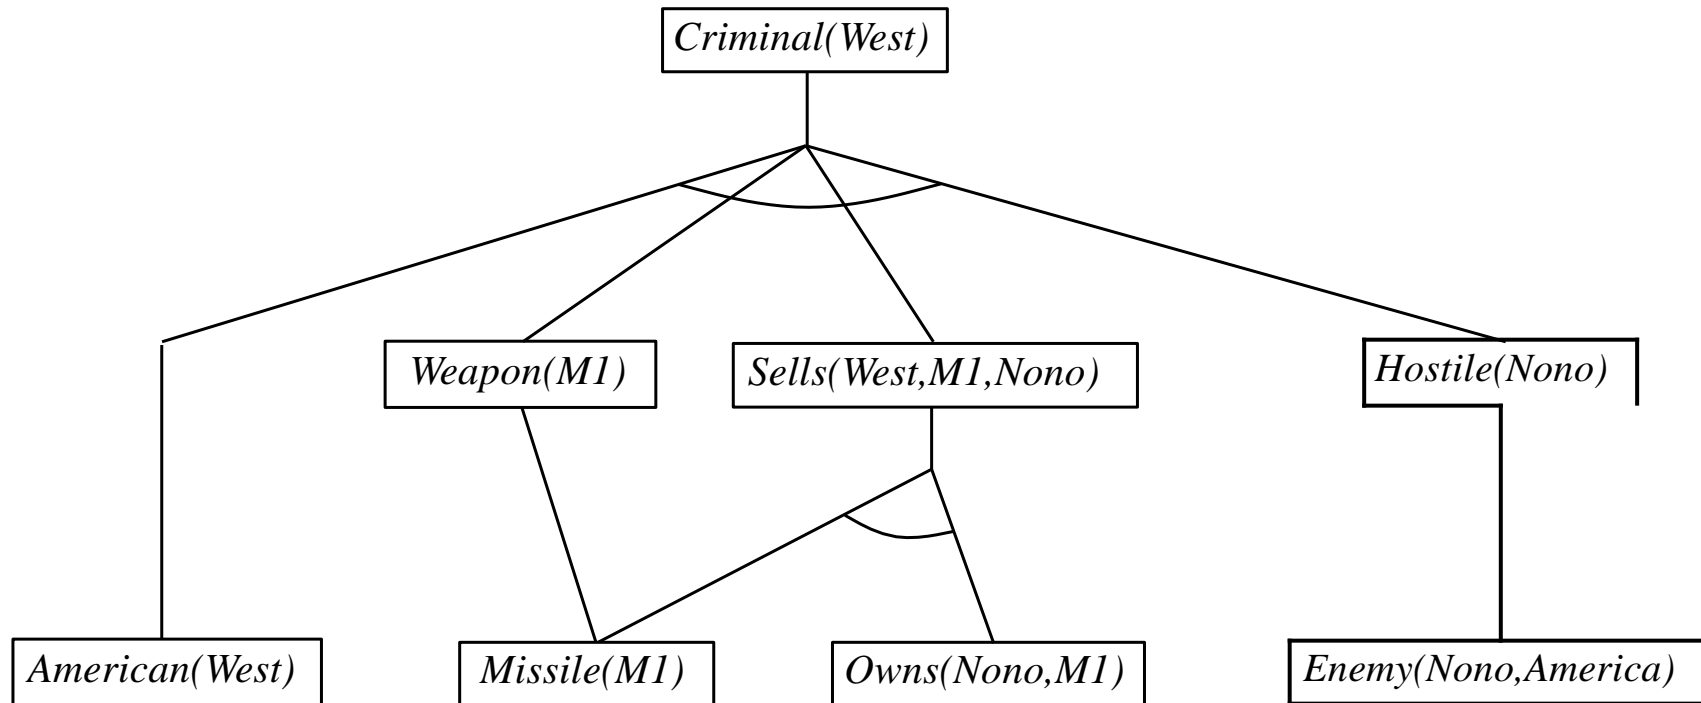 Criminal(West)
Weapon(M1)
Sells(West,M1,Nono)
Hostile(Nono)
American(West)
Missile(M1)
Owns(Nono,M1)
Enemy(Nono,America)